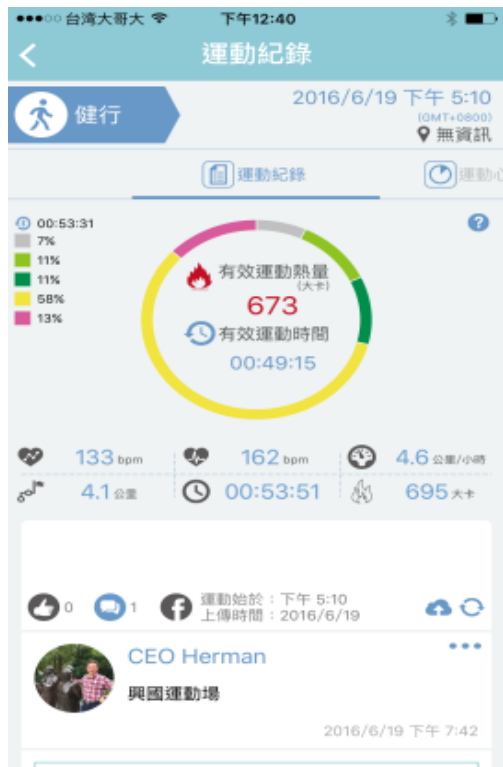 台灣大哥大 下午12:40
運動紀錄
健行
2016/6/19 下午 5:10
(GMT+0800)
無資訊
運動紀錄
運動心
00:53:31
7%
11%
11%
58%
13%
有效運動熱量
(大卡)
673
有效運動時間
00:49:15
133 bpm 162 bpm 4.6 公里/小時
4.1 公里 00:53:51 695 大卡
0 1 運動始於：下午 5:10
上傳時間：2016/6/19
CEO Herman
興國運動場
2016/6/19 下午 7:42